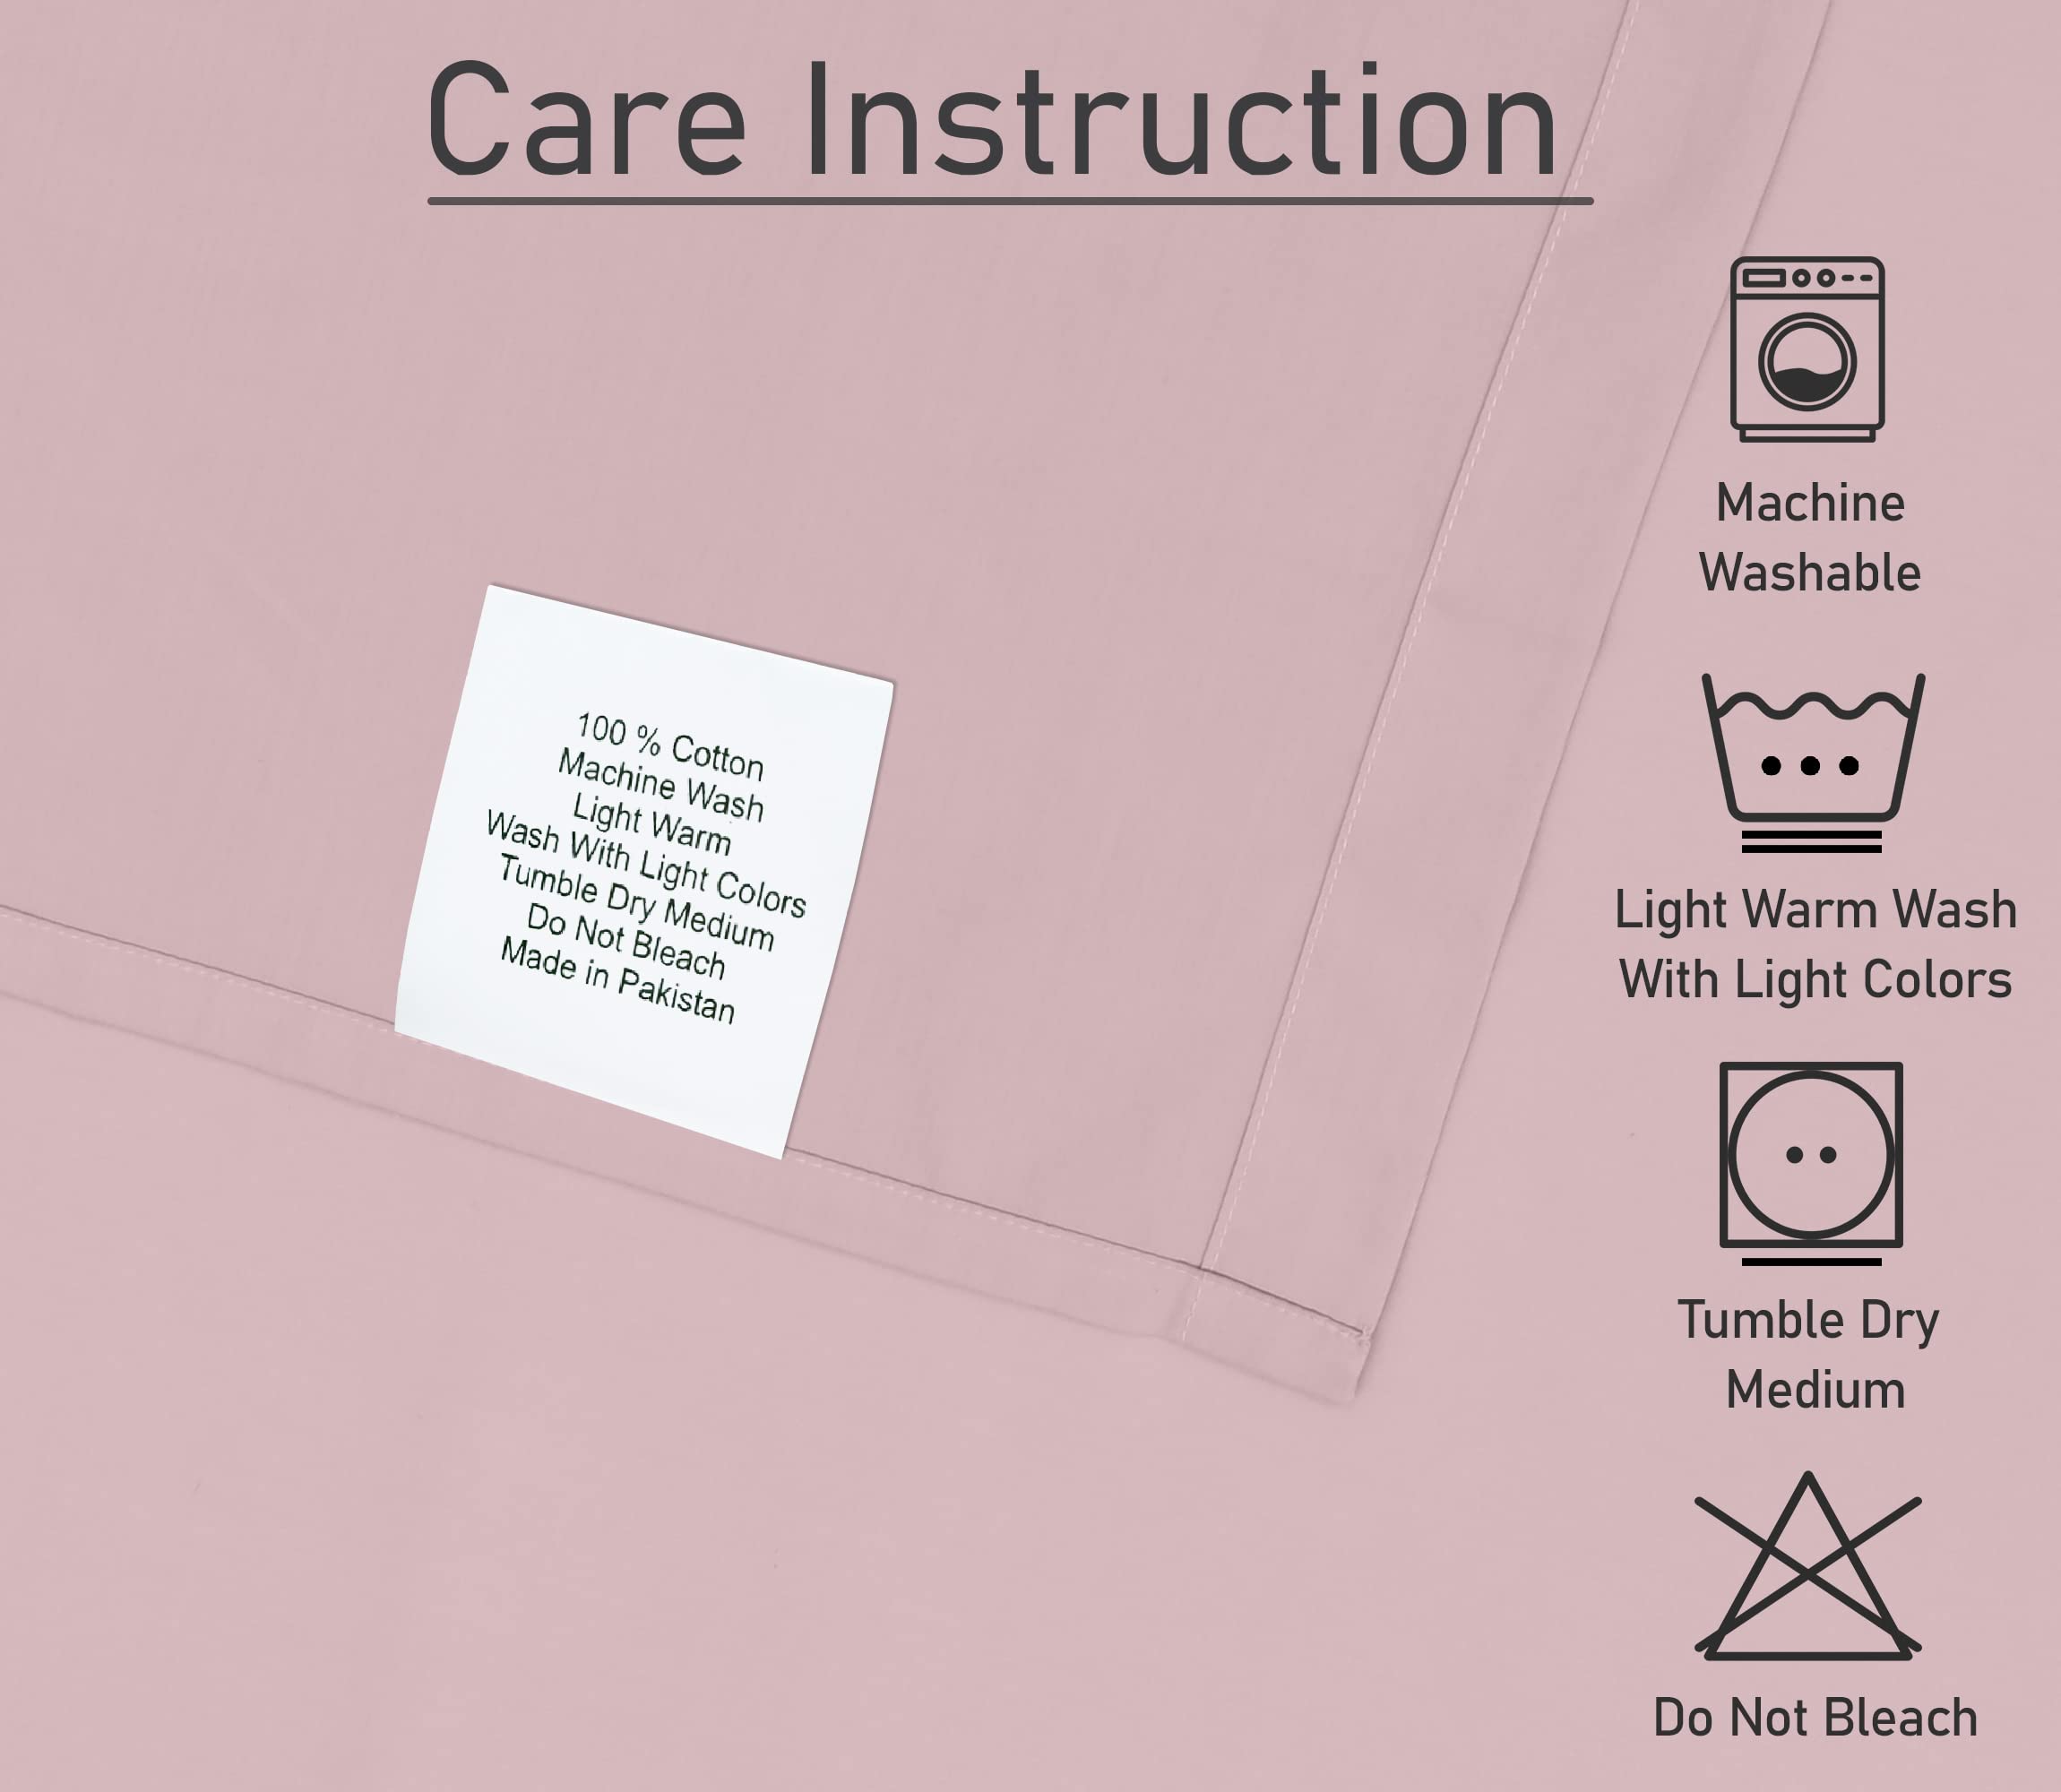 Care Instruction
100 % Cotton
Machine Wash
Light Warm
Wash With Light Colors
Tumble Dry Medium
Do Not Bleach
Made in Pakistan
Machine
Washable
Light Warm Wash
With Light Colors
Tumble Dry
Medium
Do Not Bleach